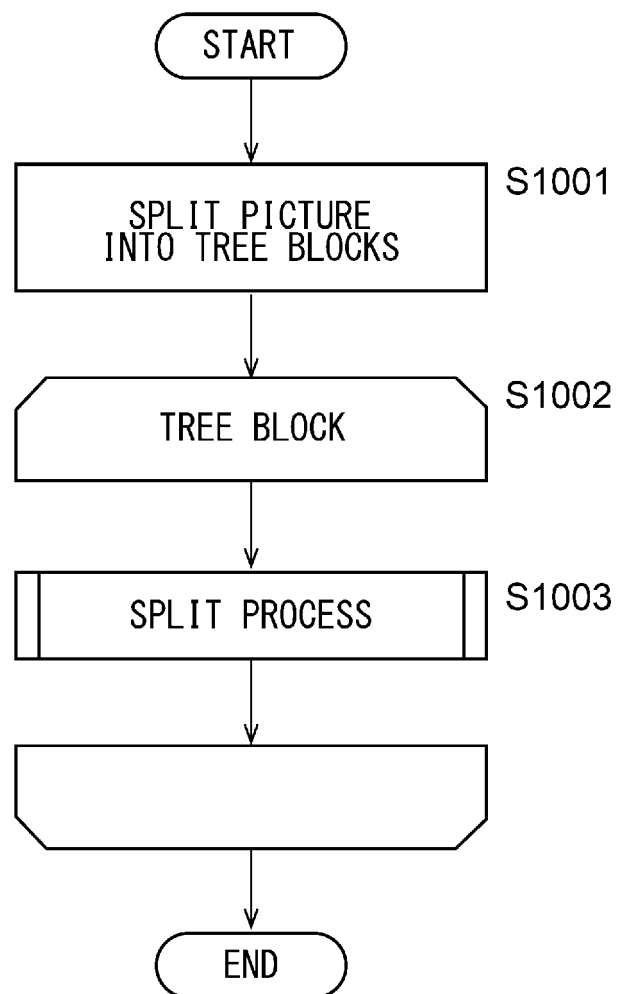 START
S1001
SPLIT PICTURE
INTO TREE BLOCKS
S1002
TREE BLOCK
S1003
SPLIT PROCESS
END